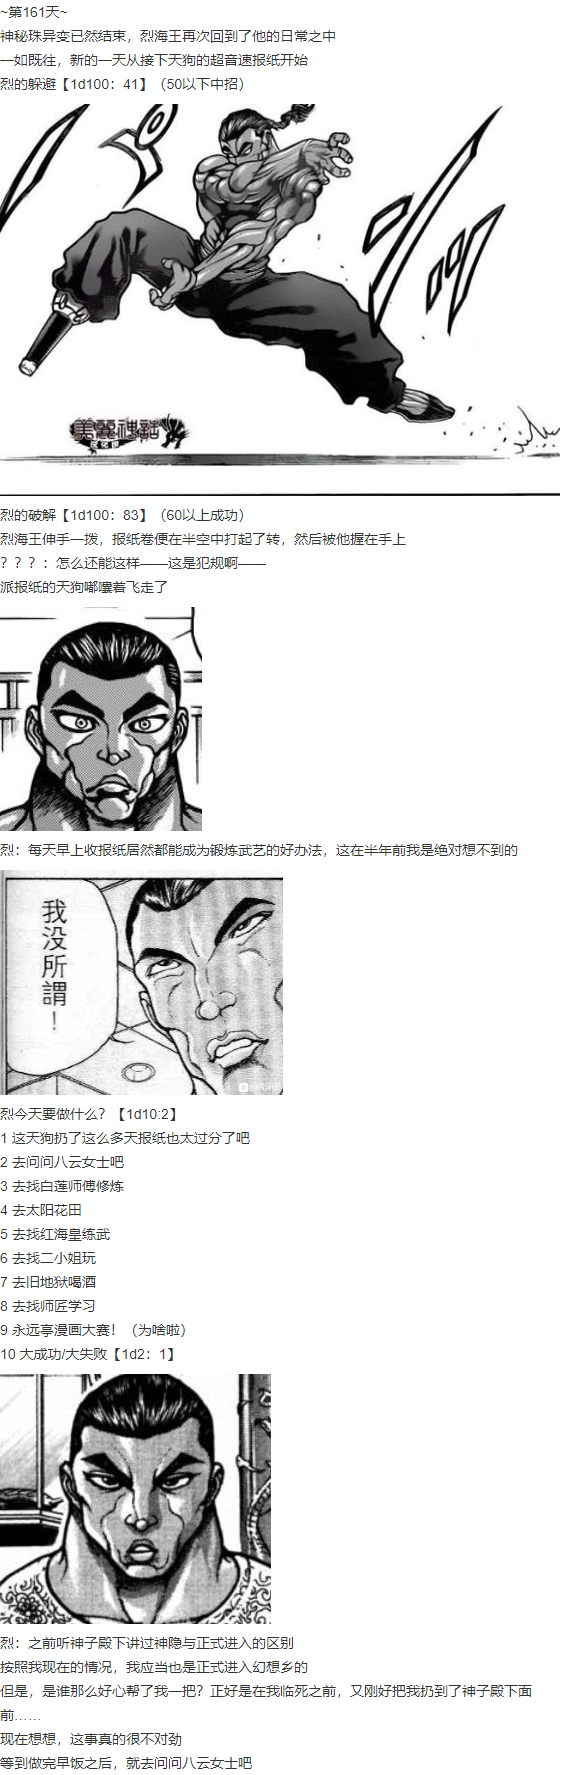 ~第161天~
神秘珠异变已然结束，烈海王再次回到了他的日常之中
一如既往，新的一天从接下天狗的超音速报纸开始
烈的躲避【1d100：41】（50以下中招）
美麗神話
汉化组
烈的破解【1d100：83】（60以上成功）
烈海王伸手一拨，报纸卷便在半空中打起了转，然后被他握在手上
？？？：怎么还能这样——这是犯规啊——
派报纸的天狗嘟囔着飞走了
烈：每天早上收报纸居然都能成为锻炼武艺的好办法，这在半年前我是绝对想不到的
我没所謂！
烈今天要做什么？【1d10:2】
1 这天狗扔了这么多天报纸也太过分了吧
2 去问问八云女士吧
3 去找白莲师傅修炼
4 去太阳花田
5 去找红海皇练武
6 去找二小姐玩
7 去旧地狱喝酒
8 去找师匠学习
9 永远亭漫画大赛！（为啥啦）
10 大成功/大失败【1d2：1】
烈：之前听神子殿下讲过神隐与正式进入的区别
按照我现在的情况，我应当也是正式进入幻想乡的
但是，是谁那么好心帮了我一把？正好是在我临死之前，又刚好把我扔到了神子殿下面
前……
现在想想，这事真的很不对劲
等到做完早饭之后，就去问问八云女士吧